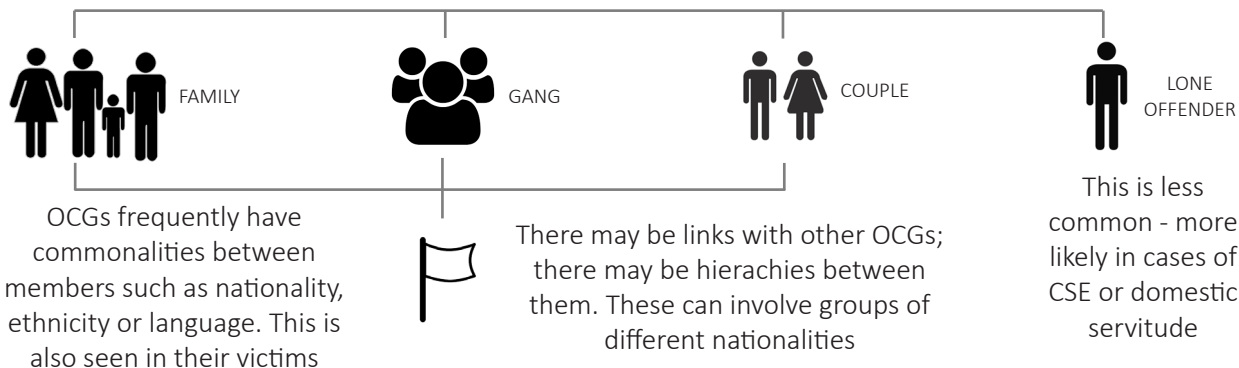 FAMILY
GANG
COUPLE
LONE
OFFENDER
OCGs frequently have
commonalities between
members such as nationality,
ethnicity or language. This is
also seen in their victims
There may be links with other OCGs;
there may be hierachies between
them. These can involve groups of
different nationalities
This is less
common - more
likely in cases of
CSE or domestic
servitude